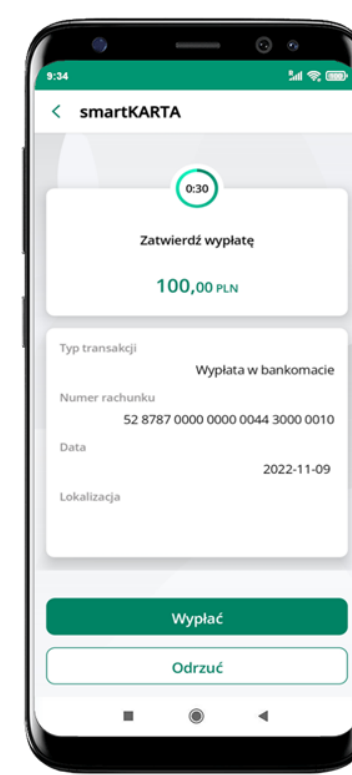 9:34
smartKARTA
0:30
Zatwierdź wypłatę
100,00 PLN
Typ transakcji
Wypłata w bankomacie
Numer rachunku
52 8787 0000 0000 0044 3000 0010
Data
2022-11-09
Lokalizacja
Wypłać
Odrzuć